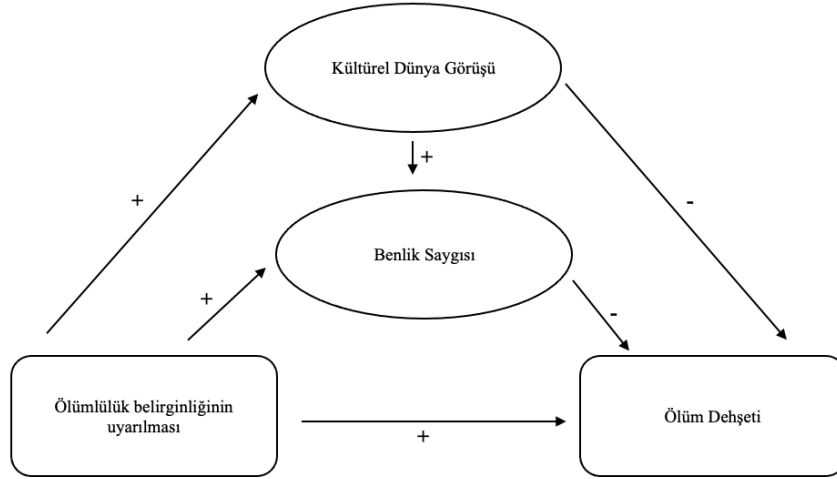 Kültürel Dünya Görüşü
+
+
-
Benlik Saygısı
+
-
Ölümlülük belirginliğinin
uyarılması
Ölüm Dehşeti
+